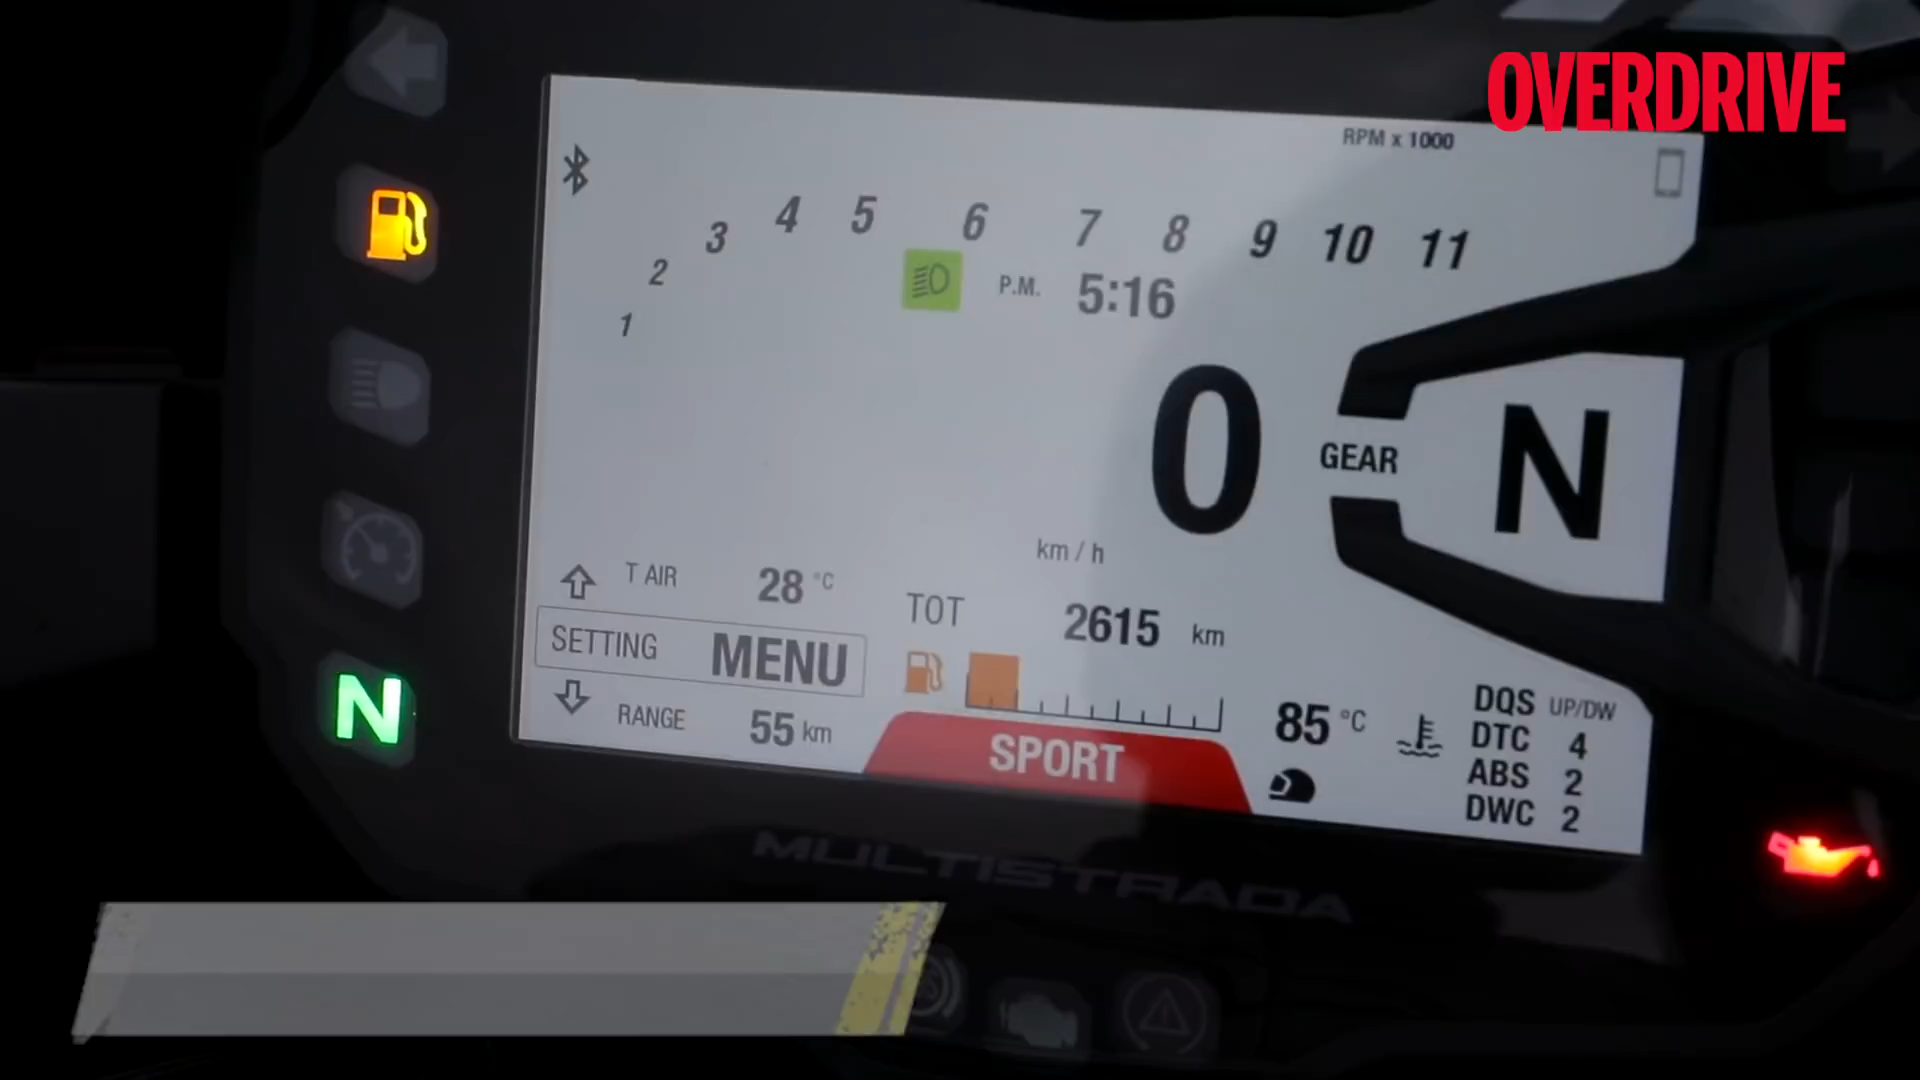 OVERDRIVE
RPM x 1000
1 2 3 4 5 6 7 8 9 10 11
P.M. 5:16
0
km / h
GEAR
N
T AIR 28 °C
SETTING MENU
RANGE 55 km
TOT 2615 km
SPORT
85 °C
DQS UP/DW
DTC 4
ABS 2
DWC 2
N
MULTISTRADA